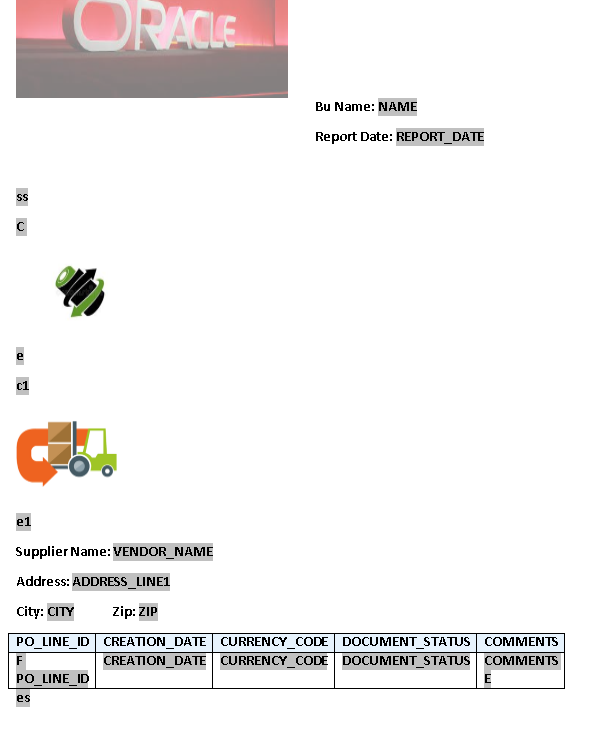 ORACLE
Bu Name: NAME
Report Date: REPORT_DATE
ss
C
e
c1
e1
Supplier Name: VENDOR_NAME
Address: ADDRESS_LINE1
City: CITY Zip: ZIP
PO_LINE_ID CREATION_DATE CURRENCY_CODE DOCUMENT_STATUS COMMENTS
F CREATION_DATE CURRENCY_CODE DOCUMENT_STATUS COMMENTS
PO_LINE_ID E
es